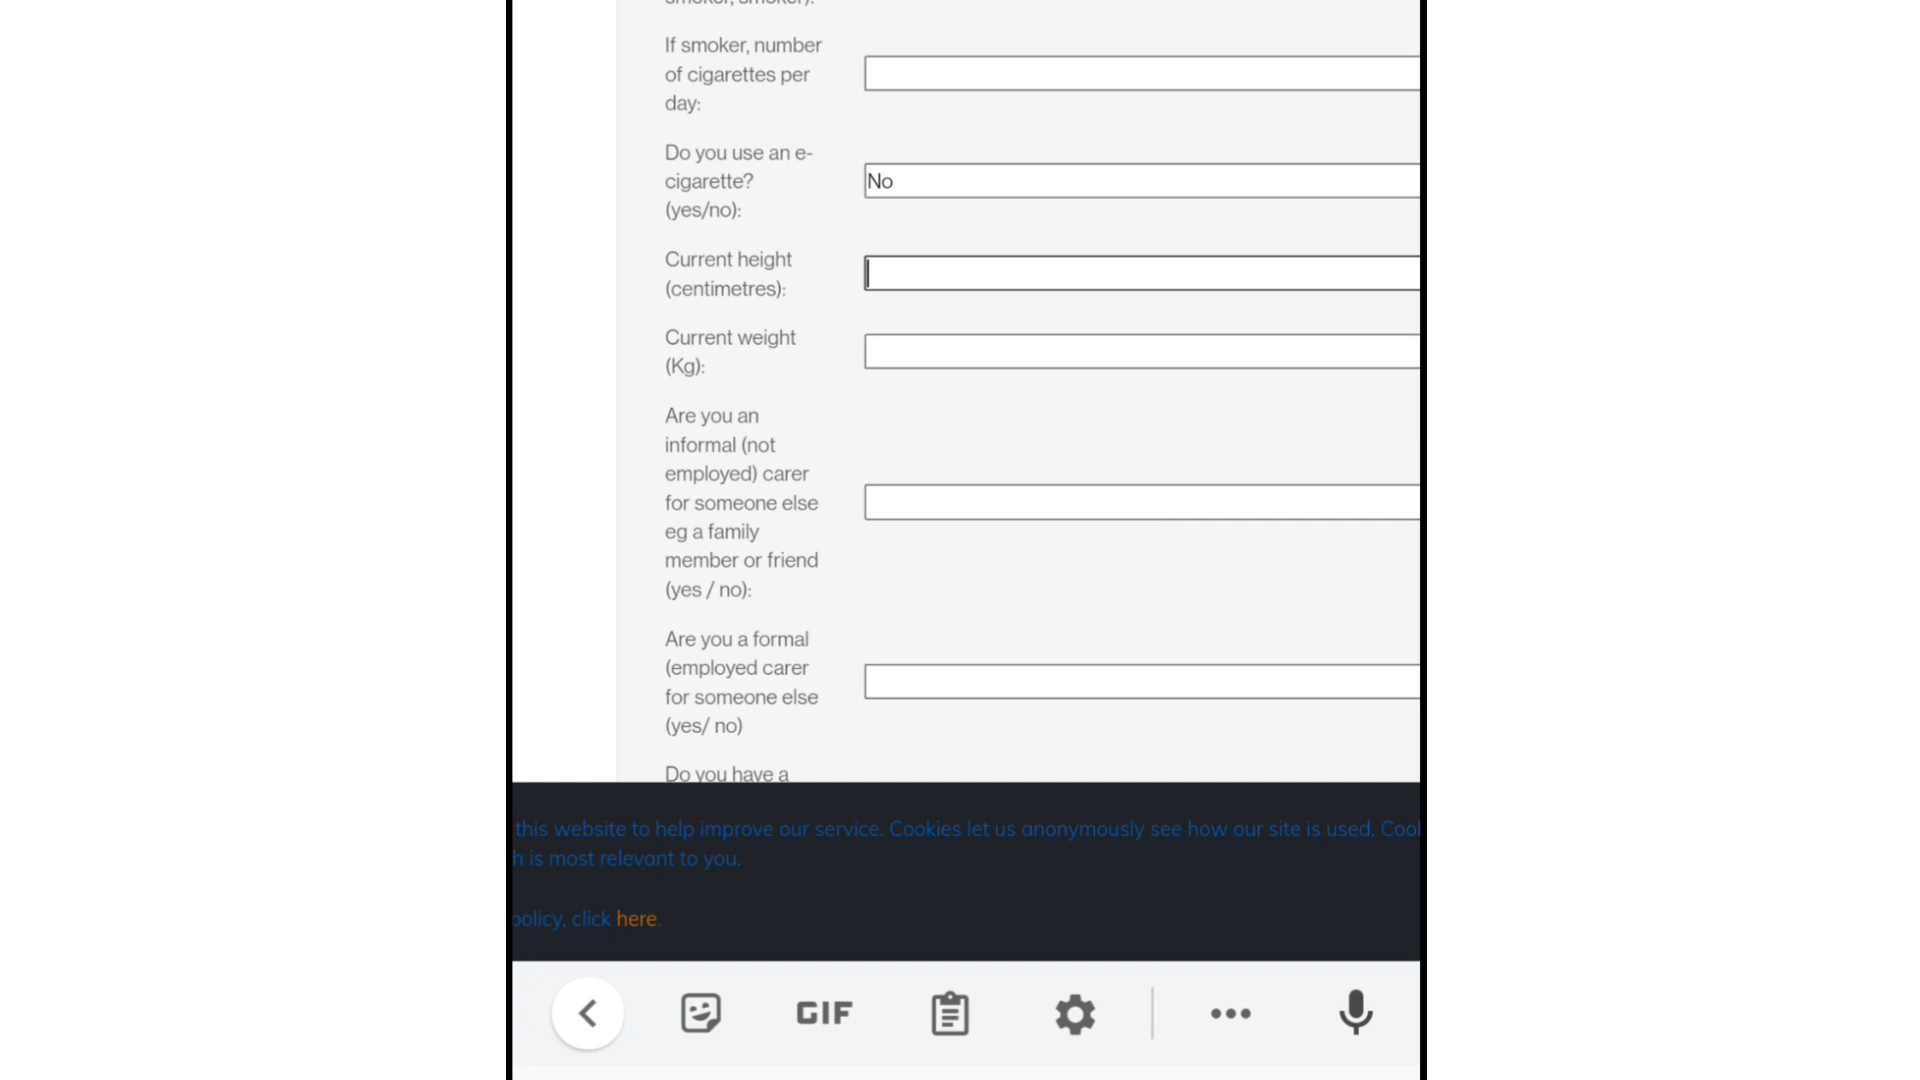 smoker, smoker):
If smoker, number
of cigarettes per
day:
Do you use an e-
cigarette?
(yes/no):
No
Current height
(centimetres):
Current weight
(Kg):
Are you an
informal (not
employed) carer
for someone else
eg a family
member or friend
(yes / no):
Are you a formal
(employed carer
for someone else
(yes/ no)
Do you have a
this website to help improve our service. Cookies let us anonymously see how our site is used. Cool
h is most relevant to you.
policy, click here.
GIF